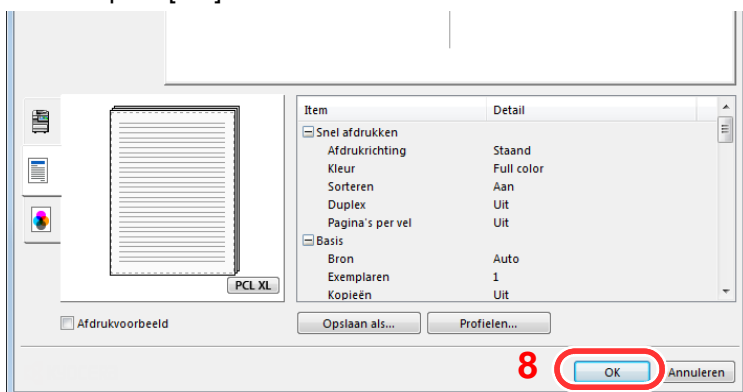 Item Detail
Snel afdrukken
Afdrukrichting Staand
Kleur Full color
Sorteren Aan
Duplex Uit
Pagina's per vel Uit
Basis
Bron Auto
Exemplaren 1
Kopieën Uit
PCL XL
Afdrukvoorbeeld Opslaan als... Profielen...
8 OK Annuleren